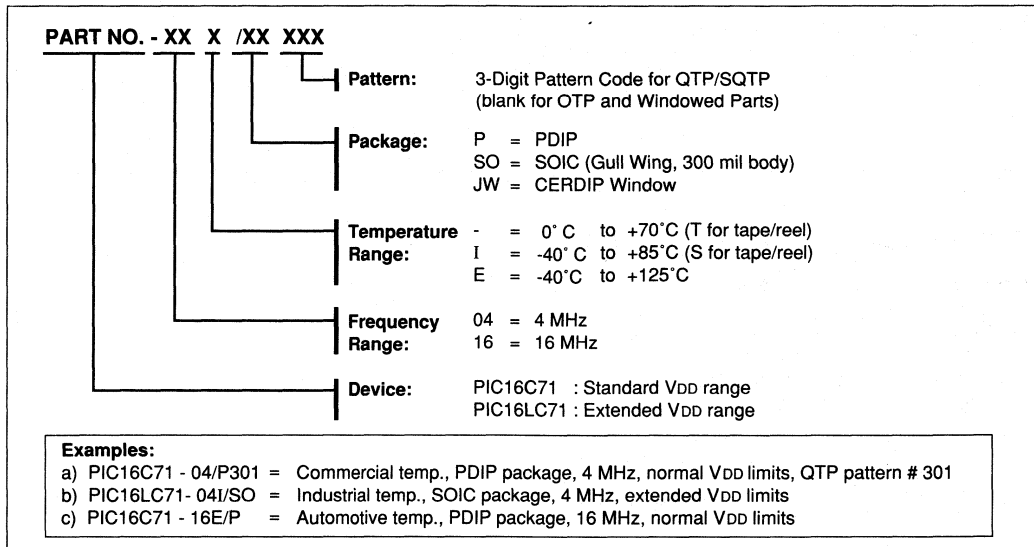 PART NO. - XX X /XX XXX
Pattern: 3-Digit Pattern Code for QTP/SQTP
(blank for OTP and Windowed Parts)
Package: P = PDIP
SO = SOIC (Gull Wing, 300 mil body)
JW = CERDIP Window
Temperature - = 0˚ C to +70˚C (T for tape/reel)
Range: I = -40˚ C to +85˚C (S for tape/reel)
E = -40˚C to +125˚C
Frequency 04 = 4 MHz
Range: 16 = 16 MHz
Device: PIC16C71 : Standard VDD range
PIC16LC71 : Extended VDD range
Examples:
a) PIC16C71 - 04/P301 = Commercial temp., PDIP package, 4 MHz, normal VDD limits, QTP pattern # 301
b) PIC16LC71- 04I/SO = Industrial temp., SOIC package, 4 MHz, extended VDD limits
c) PIC16C71 - 16E/P = Automotive temp., PDIP package, 16 MHz, normal VDD limits